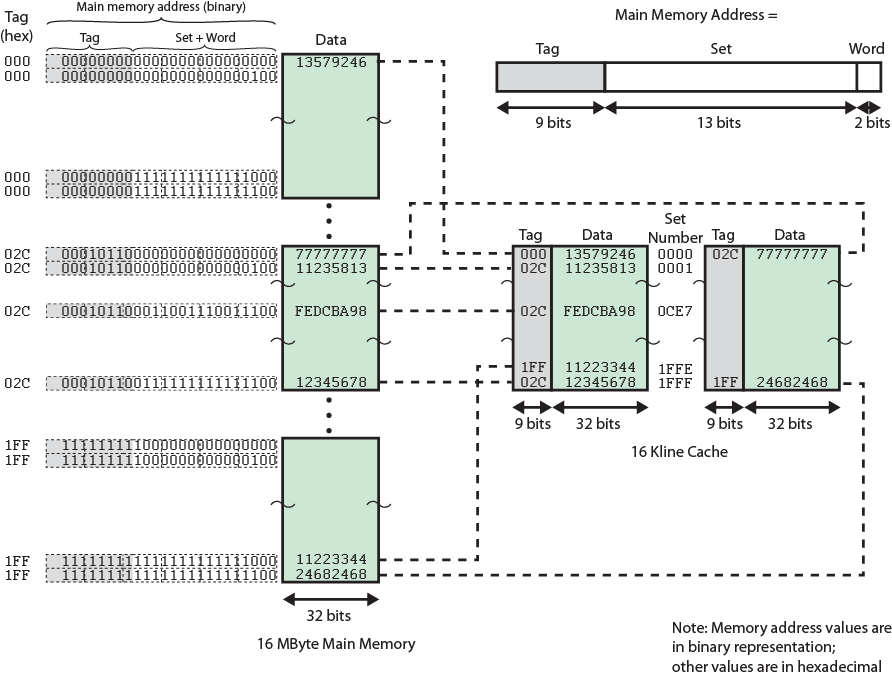 Tag
(hex)
Main memory address (binary)
Tag
Set + Word
Data
000 000000000000000000000000 13579246
000 000000000000000000000100
000 000000000111111111111000
000 000000000111111111111100
02C 000101100000000000000000 77777777
02C 000101100000000000000100 11235813
02C 000101100011001110011100 FEDCBA98
02C 000101100111111111111100 12345678
1FF 111111111000000000000000
1FF 111111111000000000000100
1FF 111111111111111111111000 11223344
1FF 111111111111111111111100 24682468
32 bits
16 MByte Main Memory
Main Memory Address =
Tag Set Word
9 bits 13 bits 2 bits
Set
Tag Data Number Tag Data
000 13579246 0000 02C 77777777
02C 11235813 0001
02C FEDCBA98 0CE7
1FF 11223344 1FFE
02C 12345678 1FFF 1FF 24682468
9 bits 32 bits 9 bits 32 bits
16 Kline Cache
Note: Memory address values are
in binary representation;
other values are in hexadecimal